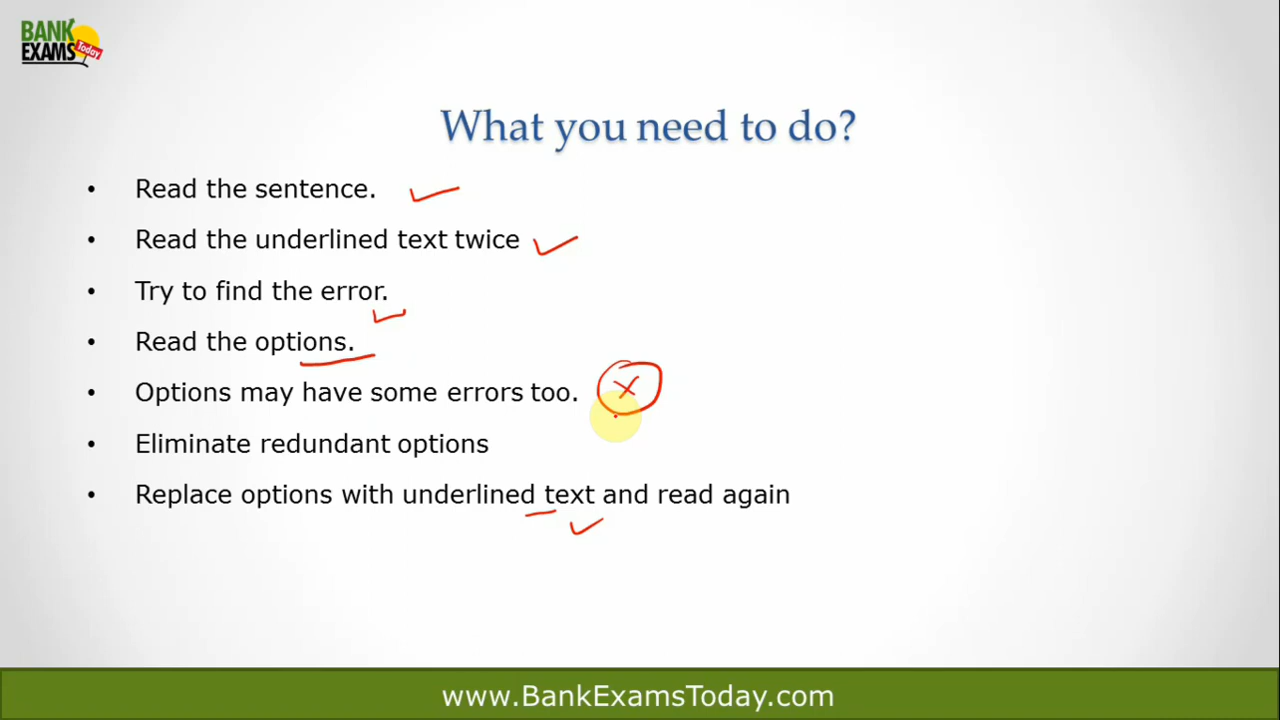 BANK
EXAMS Today
What you need to do?
• Read the sentence.
• Read the underlined text twice
• Try to find the error.
• Read the options.
• Options may have some errors too.
• Eliminate redundant options
• Replace options with underlined text and read again
www.BankExamsToday.com